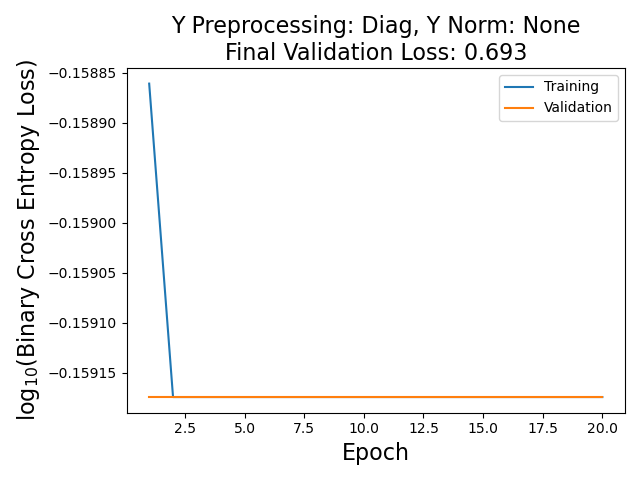 Y Preprocessing: Diag, Y Norm: None
Final Validation Loss: 0.693
log10(Binary Cross Entropy Loss)
−0.15885
−0.15890
−0.15895
−0.15900
−0.15905
−0.15910
−0.15915
Training
Validation
2.5 5.0 7.5 10.0 12.5 15.0 17.5 20.0
Epoch